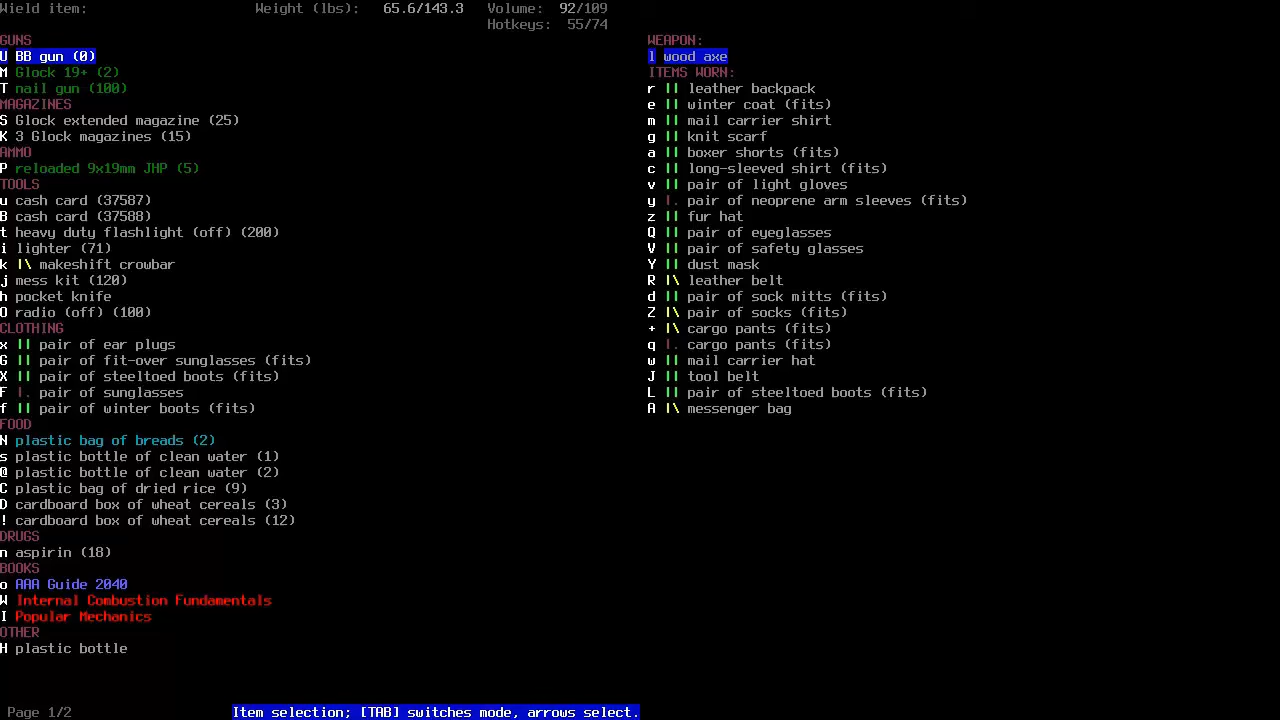 Wield item: Weight (lbs): 65.6/143.3 Volume: 92/109
Hotkeys: 55/74
GUNS
U BB gun (0)
M Glock 19+ (2)
T nail gun (100)
MAGAZINES
S Glock extended magazine (25)
K 3 Glock magazines (15)
AMMO
P reloaded 9x19mm JHP (5)
TOOLS
u cash card (37587)
B cash card (37588)
t heavy duty flashlight (off) (200)
i lighter (71)
k |\ makeshift crowbar
j mess kit (120)
h pocket knife
O radio (off) (100)
CLOTHING
x || pair of ear plugs
G || pair of fit-over sunglasses (fits)
X || pair of steeltoed boots (fits)
F |. pair of sunglasses
f || pair of winter boots (fits)
FOOD
N plastic bag of breads (2)
s plastic bottle of clean water (1)
@ plastic bottle of clean water (2)
C plastic bag of dried rice (9)
D cardboard box of wheat cereals (3)
! cardboard box of wheat cereals (12)
DRUGS
n aspirin (18)
BOOKS
o AAA Guide 2040
W Internal Combustion Fundamentals
I Popular Mechanics
OTHER
H plastic bottle
WEAPON:
l wood axe
ITEMS WORN:
r || leather backpack
e || winter coat (fits)
m || mail carrier shirt
g || knit scarf
a || boxer shorts (fits)
c || long-sleeved shirt (fits)
v || pair of light gloves
y |. pair of neoprene arm sleeves (fits)
z || fur hat
Q || pair of eyeglasses
V || pair of safety glasses
Y || dust mask
R |\ leather belt
d || pair of sock mitts (fits)
Z |\ pair of socks (fits)
+ |\ cargo pants (fits)
q |. cargo pants (fits)
w || mail carrier hat
J || tool belt
L || pair of steeltoed boots (fits)
A |\ messenger bag
Page 1/2 Item selection; [TAB] switches mode, arrows select.